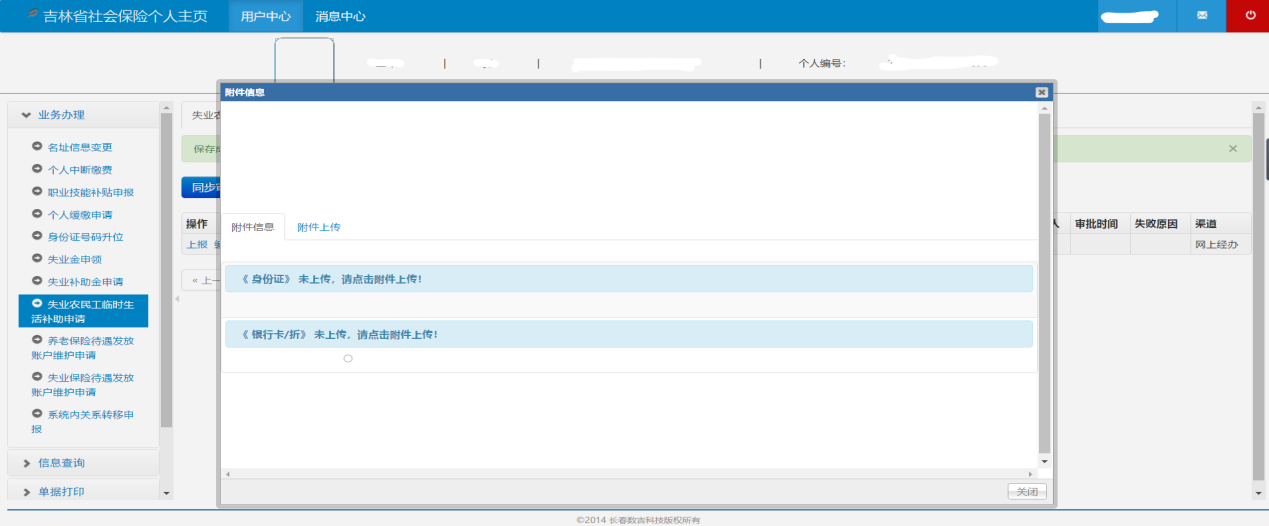 吉林省社会保险个人主页 用户中心 消息中心
| | | 个人编号：
附件信息
业务办理
名址信息变更
个人中断缴费
职业技能补贴申报
个人缓缴申请
身份证号码升位
失业金申领
失业补助金申请
失业农民工临时生
活补助申请
养老保险待遇发放
账户维护申请
失业保险待遇发放
账户维护申请
系统内关系转移申
报
信息查询
单据打印
失业农
保存
同步
操作 人 审批时间 失败原因 渠道
上报 网上经办
« 上一
附件信息 附件上传
《 身份证》 未上传，请点击附件上传！
《 银行卡/折》 未上传，请点击附件上传！
关闭
©2014 长春数吉科技版权所有